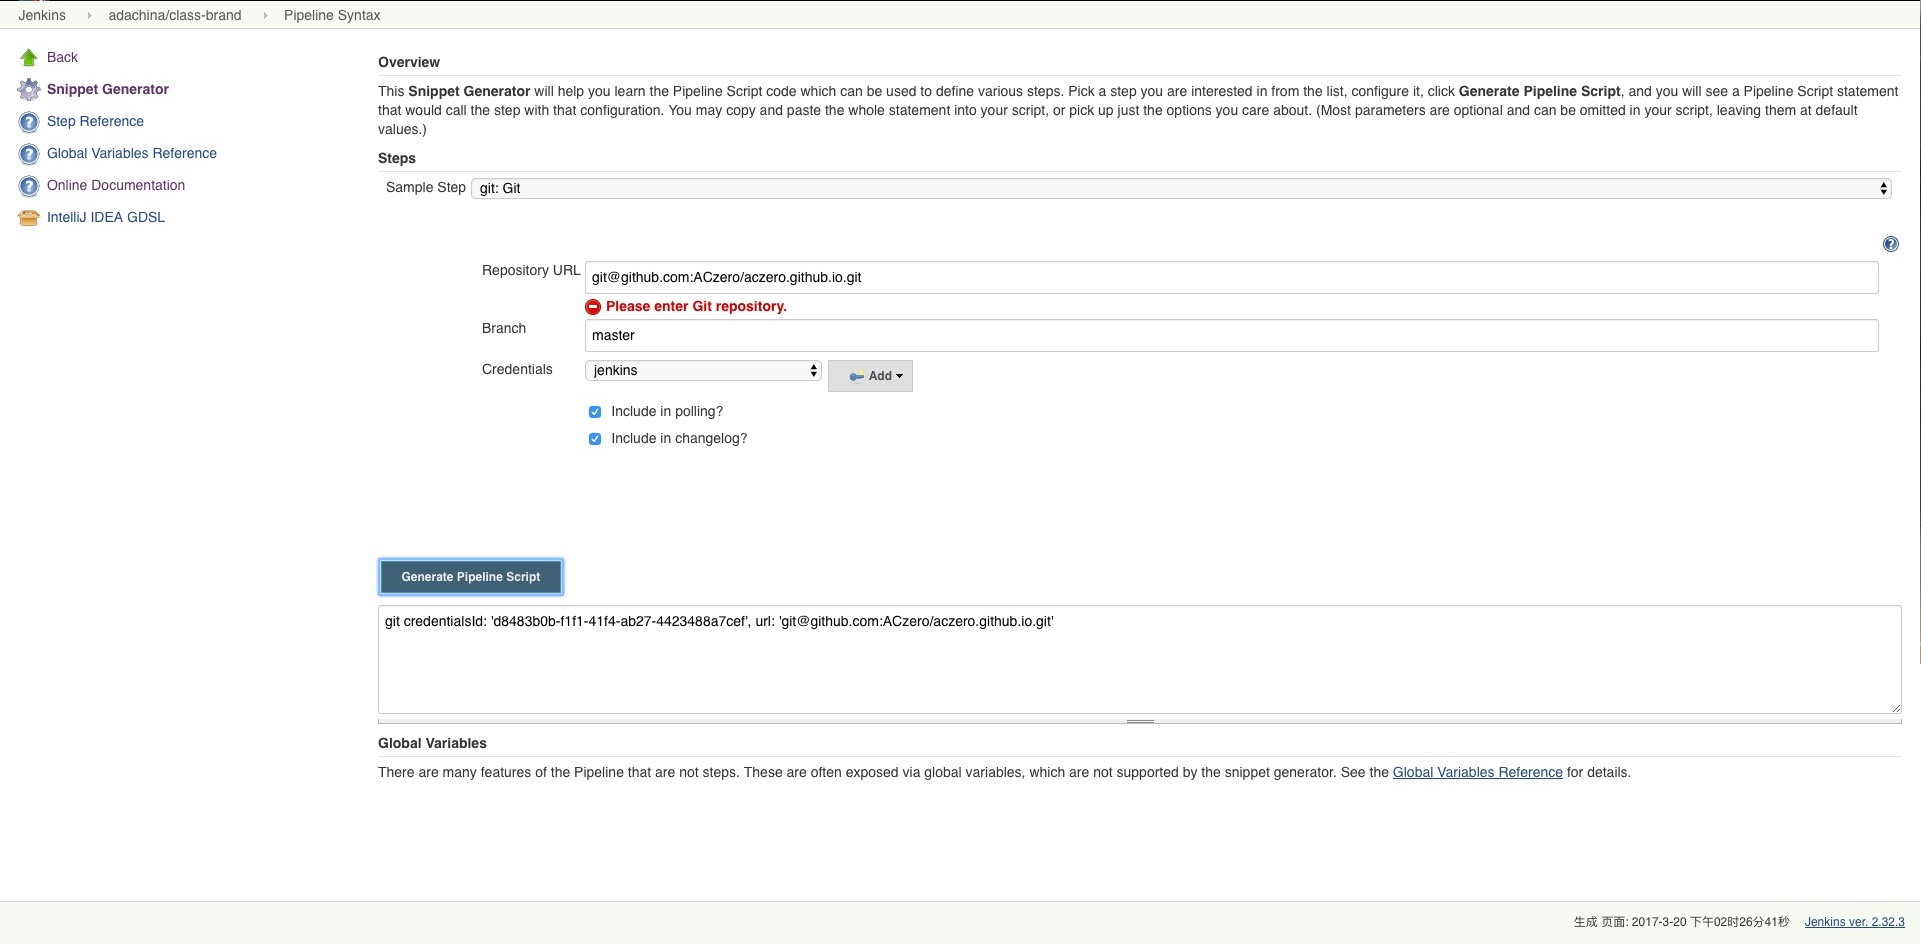 Jenkins adachina/class-brand Pipeline Syntax
Back
Snippet Generator
Step Reference
Global Variables Reference
Online Documentation
IntelliJ IDEA GDSL
Overview
This Snippet Generator will help you learn the Pipeline Script code which can be used to define various steps. Pick a step you are interested in from the list, configure it, click Generate Pipeline Script, and you will see a Pipeline Script statement
that would call the step with that configuration. You may copy and paste the whole statement into your script, or pick up just the options you care about. (Most parameters are optional and can be omitted in your script, leaving them at default
values.)
Steps
Sample Step git: Git
Repository URL git@github.com:ACzero/aczero.github.io.git
Please enter Git repository.
Branch master
Credentials jenkins Add
Include in polling?
Include in changelog?
Generate Pipeline Script
git credentialsId: 'd8483b0b-f1f1-41f4-ab27-4423488a7cef', url: 'git@github.com:ACzero/aczero.github.io.git'
Global Variables
There are many features of the Pipeline that are not steps. These are often exposed via global variables, which are not supported by the snippet generator. See the Global Variables Reference for details.
生成 页面: 2017-3-20 下午02时26分41秒 Jenkins ver. 2.32.3